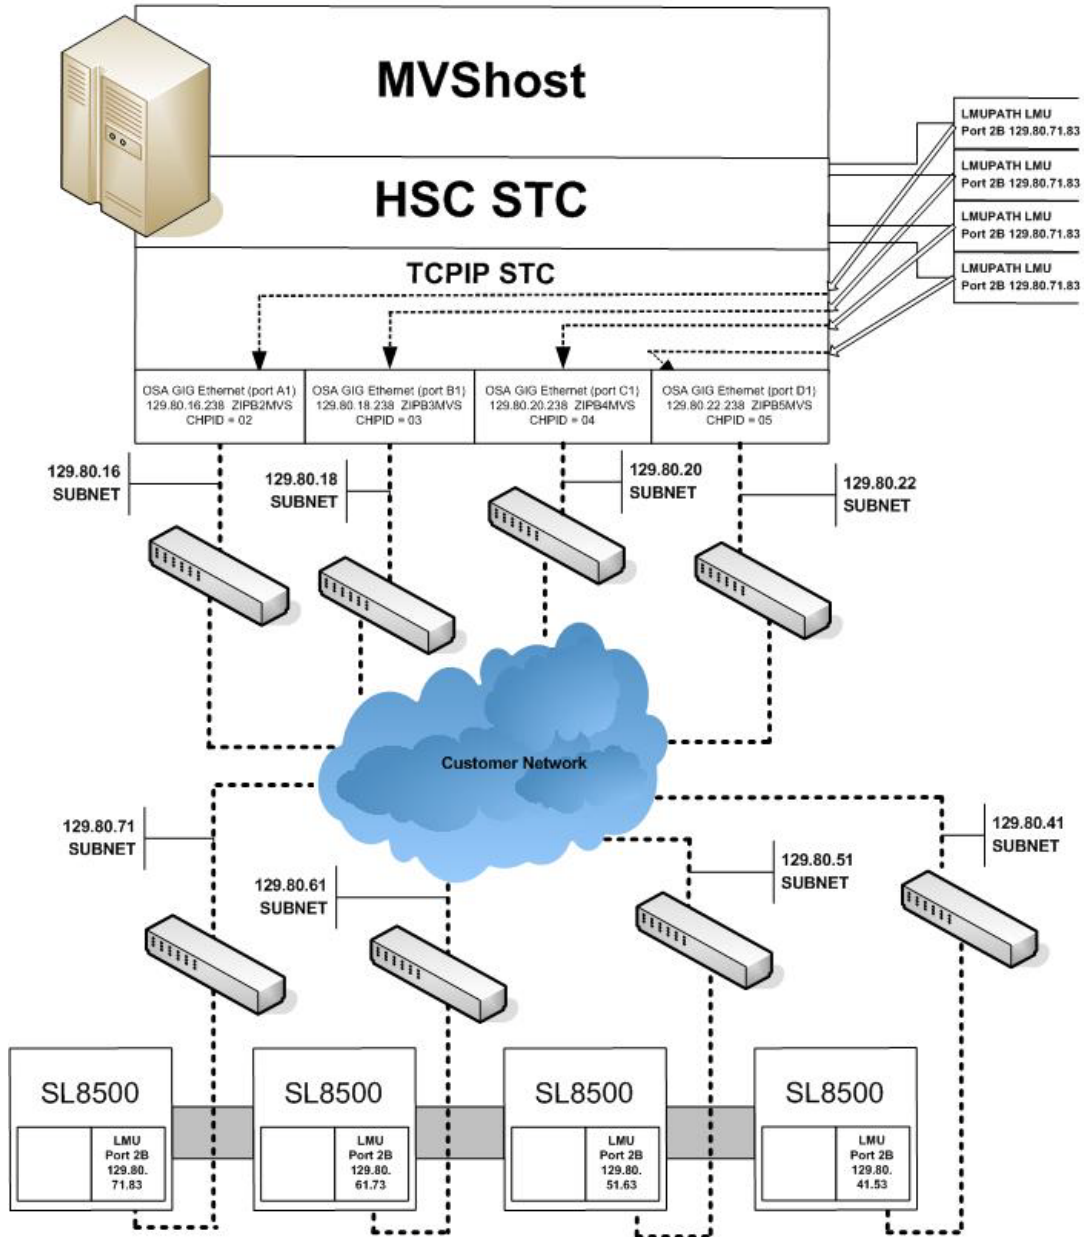 MVShost
HSC STC
TCPIP STC
LMUPATH LMU
Port 2B 129.80.71.83
LMUPATH LMU
Port 2B 129.80.71.83
LMUPATH LMU
Port 2B 129.80.71.83
LMUPATH LMU
Port 2B 129.80.71.83
OSA GIG Ethernet (port A1)
129.80.16.238 ZIPB2MVS
CHPID = 02
OSA GIG Ethernet (port B1)
129.80.18.238 ZIPB3MVS
CHPID = 03
OSA GIG Ethernet (port C1)
129.80.20.238 ZIPB4MVS
CHPID = 04
OSA GIG Ethernet (port D1)
129.80.22.238 ZIPB5MVS
CHPID = 05
129.80.16
SUBNET
129.80.18
SUBNET
129.80.20
SUBNET
129.80.22
SUBNET
Customer Network
129.80.71
SUBNET
129.80.61
SUBNET
129.80.51
SUBNET
129.80.41
SUBNET
SL8500
LMU
Port 2B
129.80.
71.83
SL8500
LMU
Port 2B
129.80.
61.73
SL8500
LMU
Port 2B
129.80.
51.63
SL8500
LMU
Port 2B
129.80.
41.53